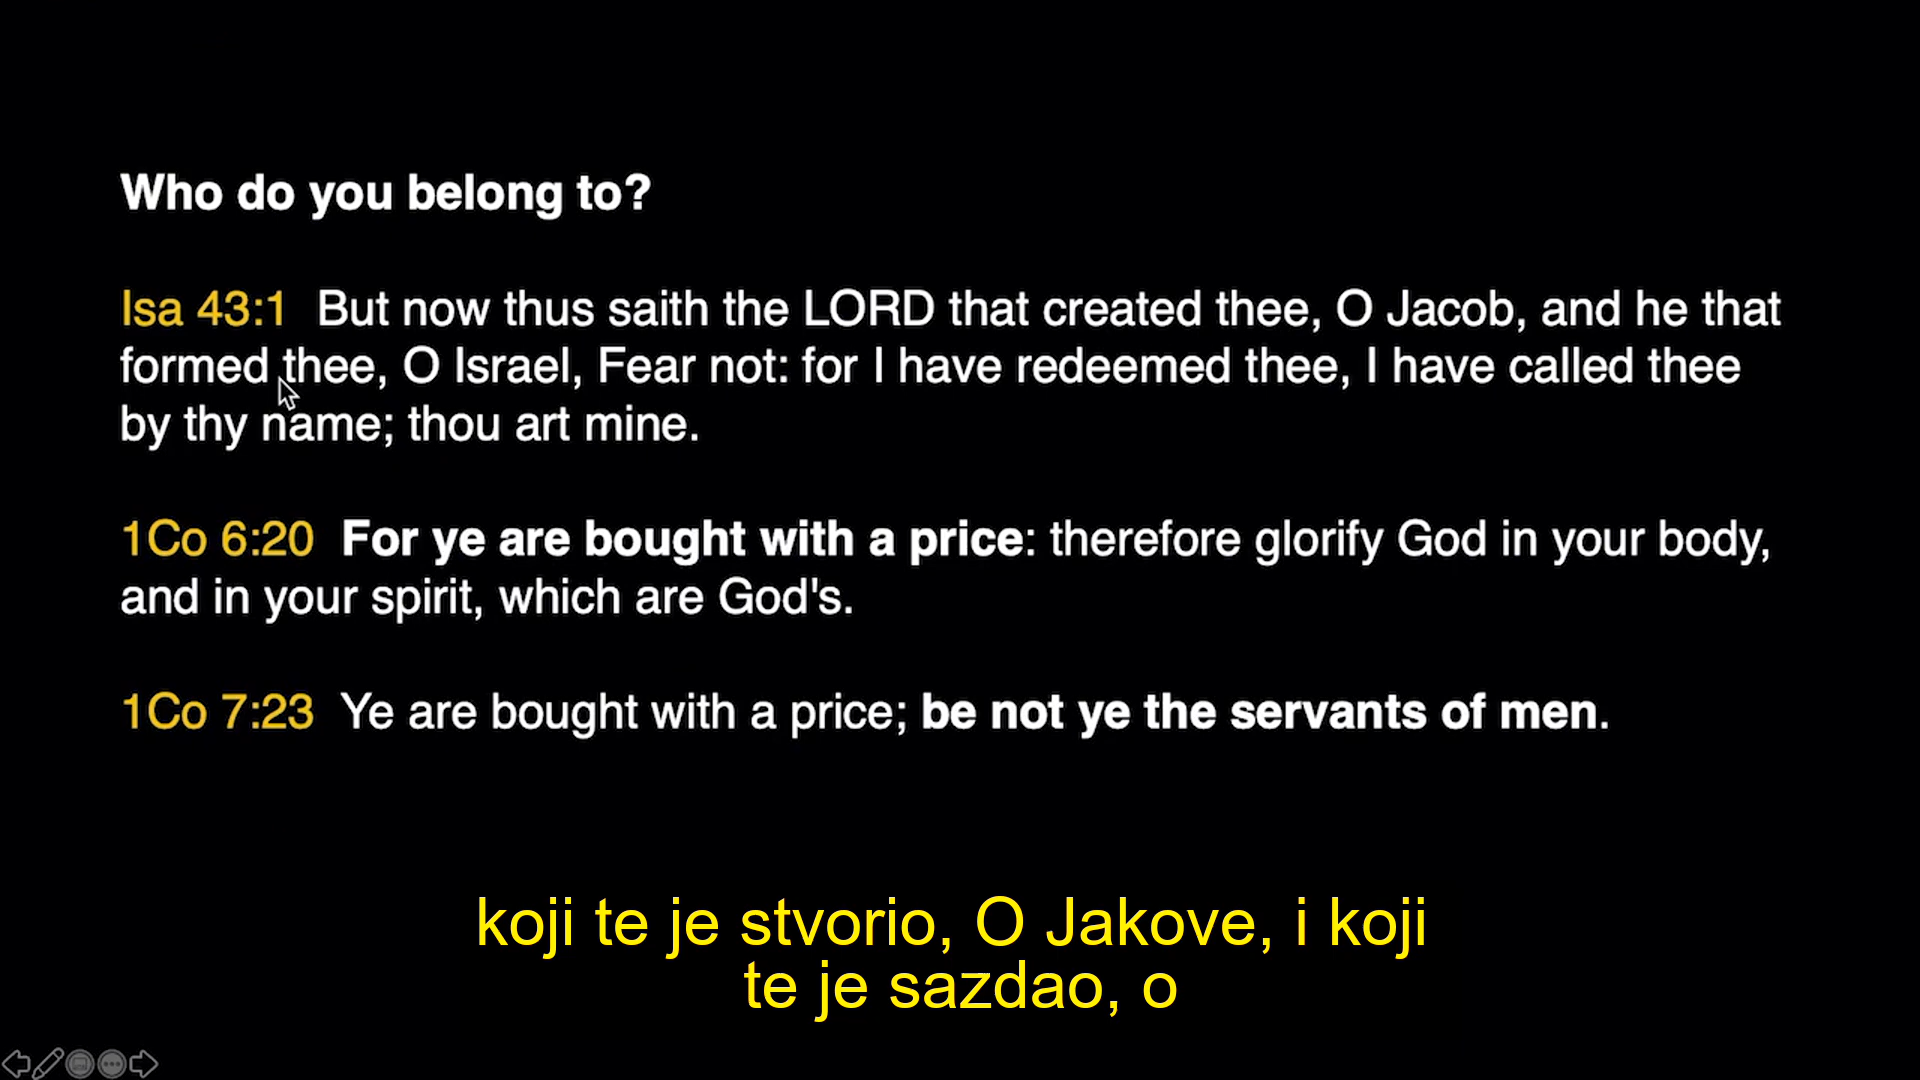 Who do you belong to?
Isa 43:1 But now thus saith the LORD that created thee, O Jacob, and he that
formed thee, O Israel, Fear not: for I have redeemed thee, I have called thee
by thy name; thou art mine.
1Co 6:20 For ye are bought with a price: therefore glorify God in your body,
and in your spirit, which are God's.
1Co 7:23 Ye are bought with a price; be not ye the servants of men.
koji te je stvorio, O Jakove, i koji
te je sazdao, o